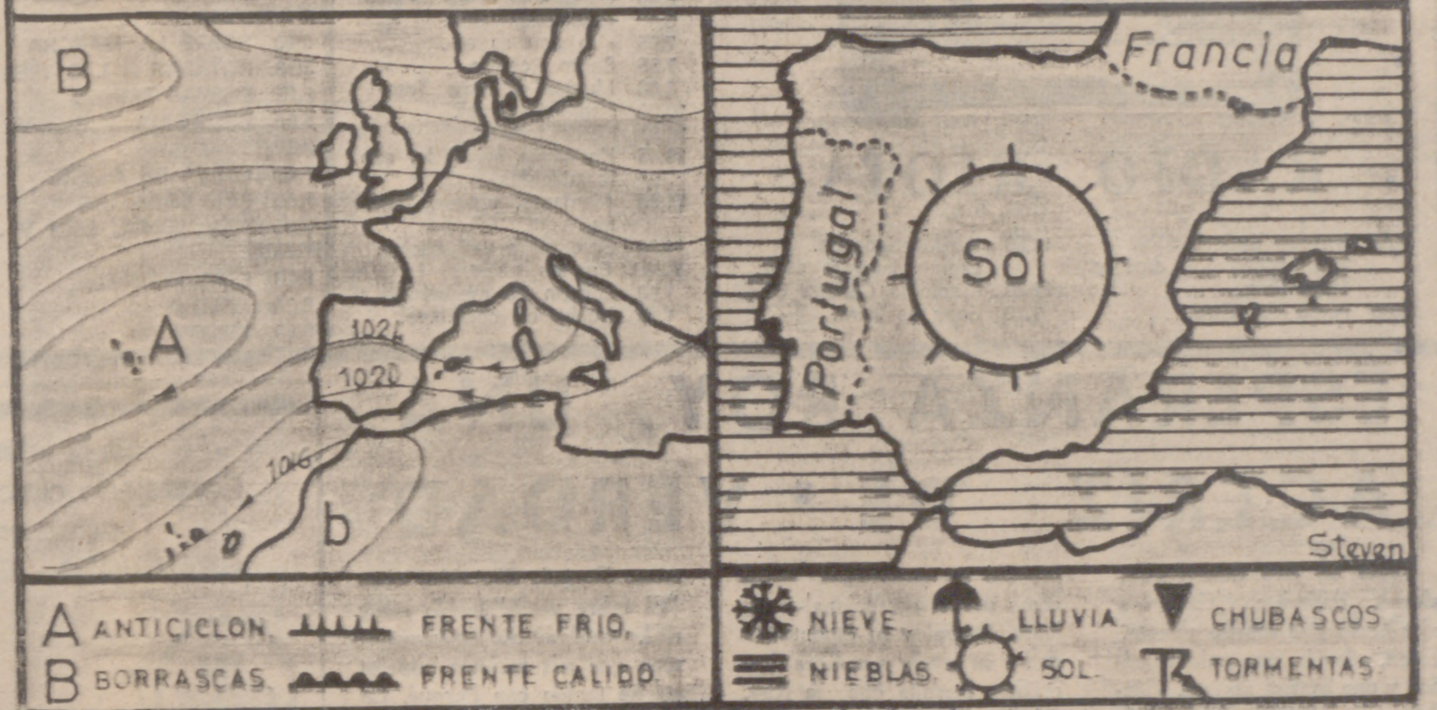 B
A
1024
1020
1016
b
Francia
Portugal
Sol
Steven
A ANTICICLON. FRENTE FRIO.
B BORRASCAS. FRENTE CALIDO.
NIEVE. LLUVIA CHUBASCOS
NIEBLAS. SOL. TORMENTAS.